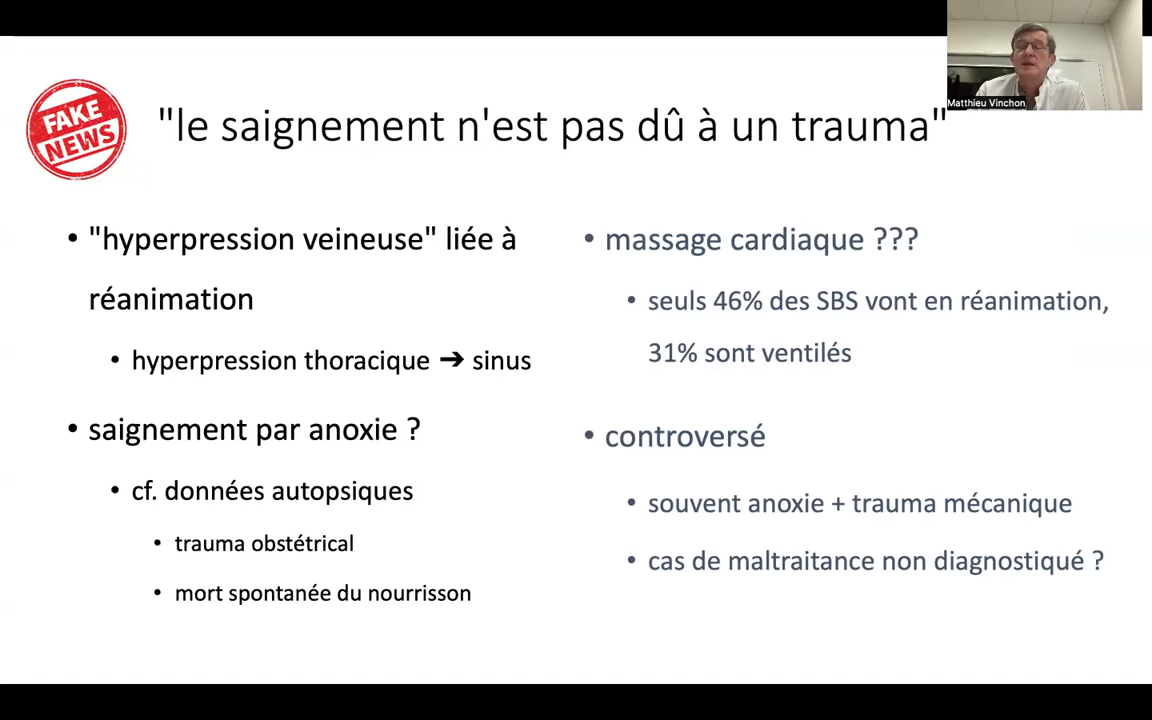 Matthieu Vinchon
FAKE
NEWS
"le saignement n'est pas dû à un trauma"
• "hyperpression veineuse" liée à
réanimation
• hyperpression thoracique ➔ sinus
• saignement par anoxie ?
• cf. données autopsiques
• trauma obstétrical
• mort spontanée du nourrisson
• massage cardiaque ???
• seuls 46% des SBS vont en réanimation,
31% sont ventilés
• controversé
• souvent anoxie + trauma mécanique
• cas de maltraitance non diagnostiqué ?